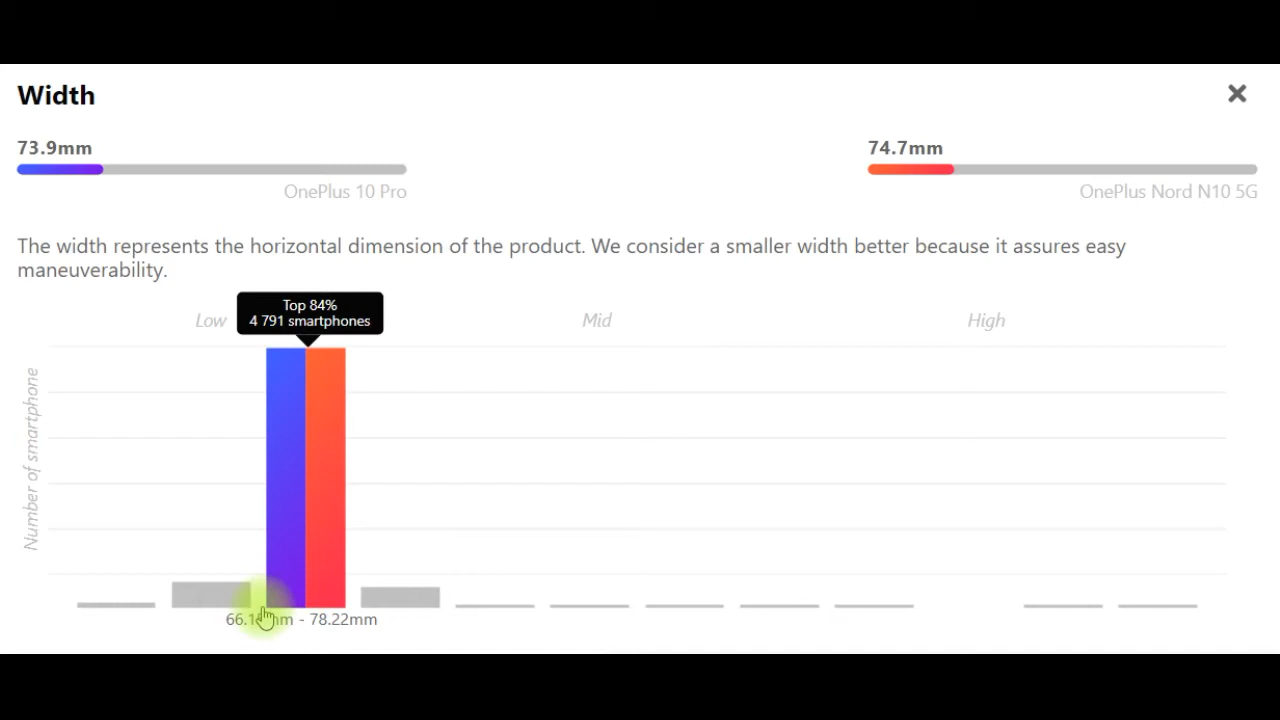 Width
73.9mm
74.7mm
OnePlus 10 Pro
OnePlus Nord N10 5G
The width represents the horizontal dimension of the product. We consider a smaller width better because it assures easy
maneuverability.
Top 84%
4 791 smartphones
Low
Mid
High
Number of smartphone
- 78.22mm